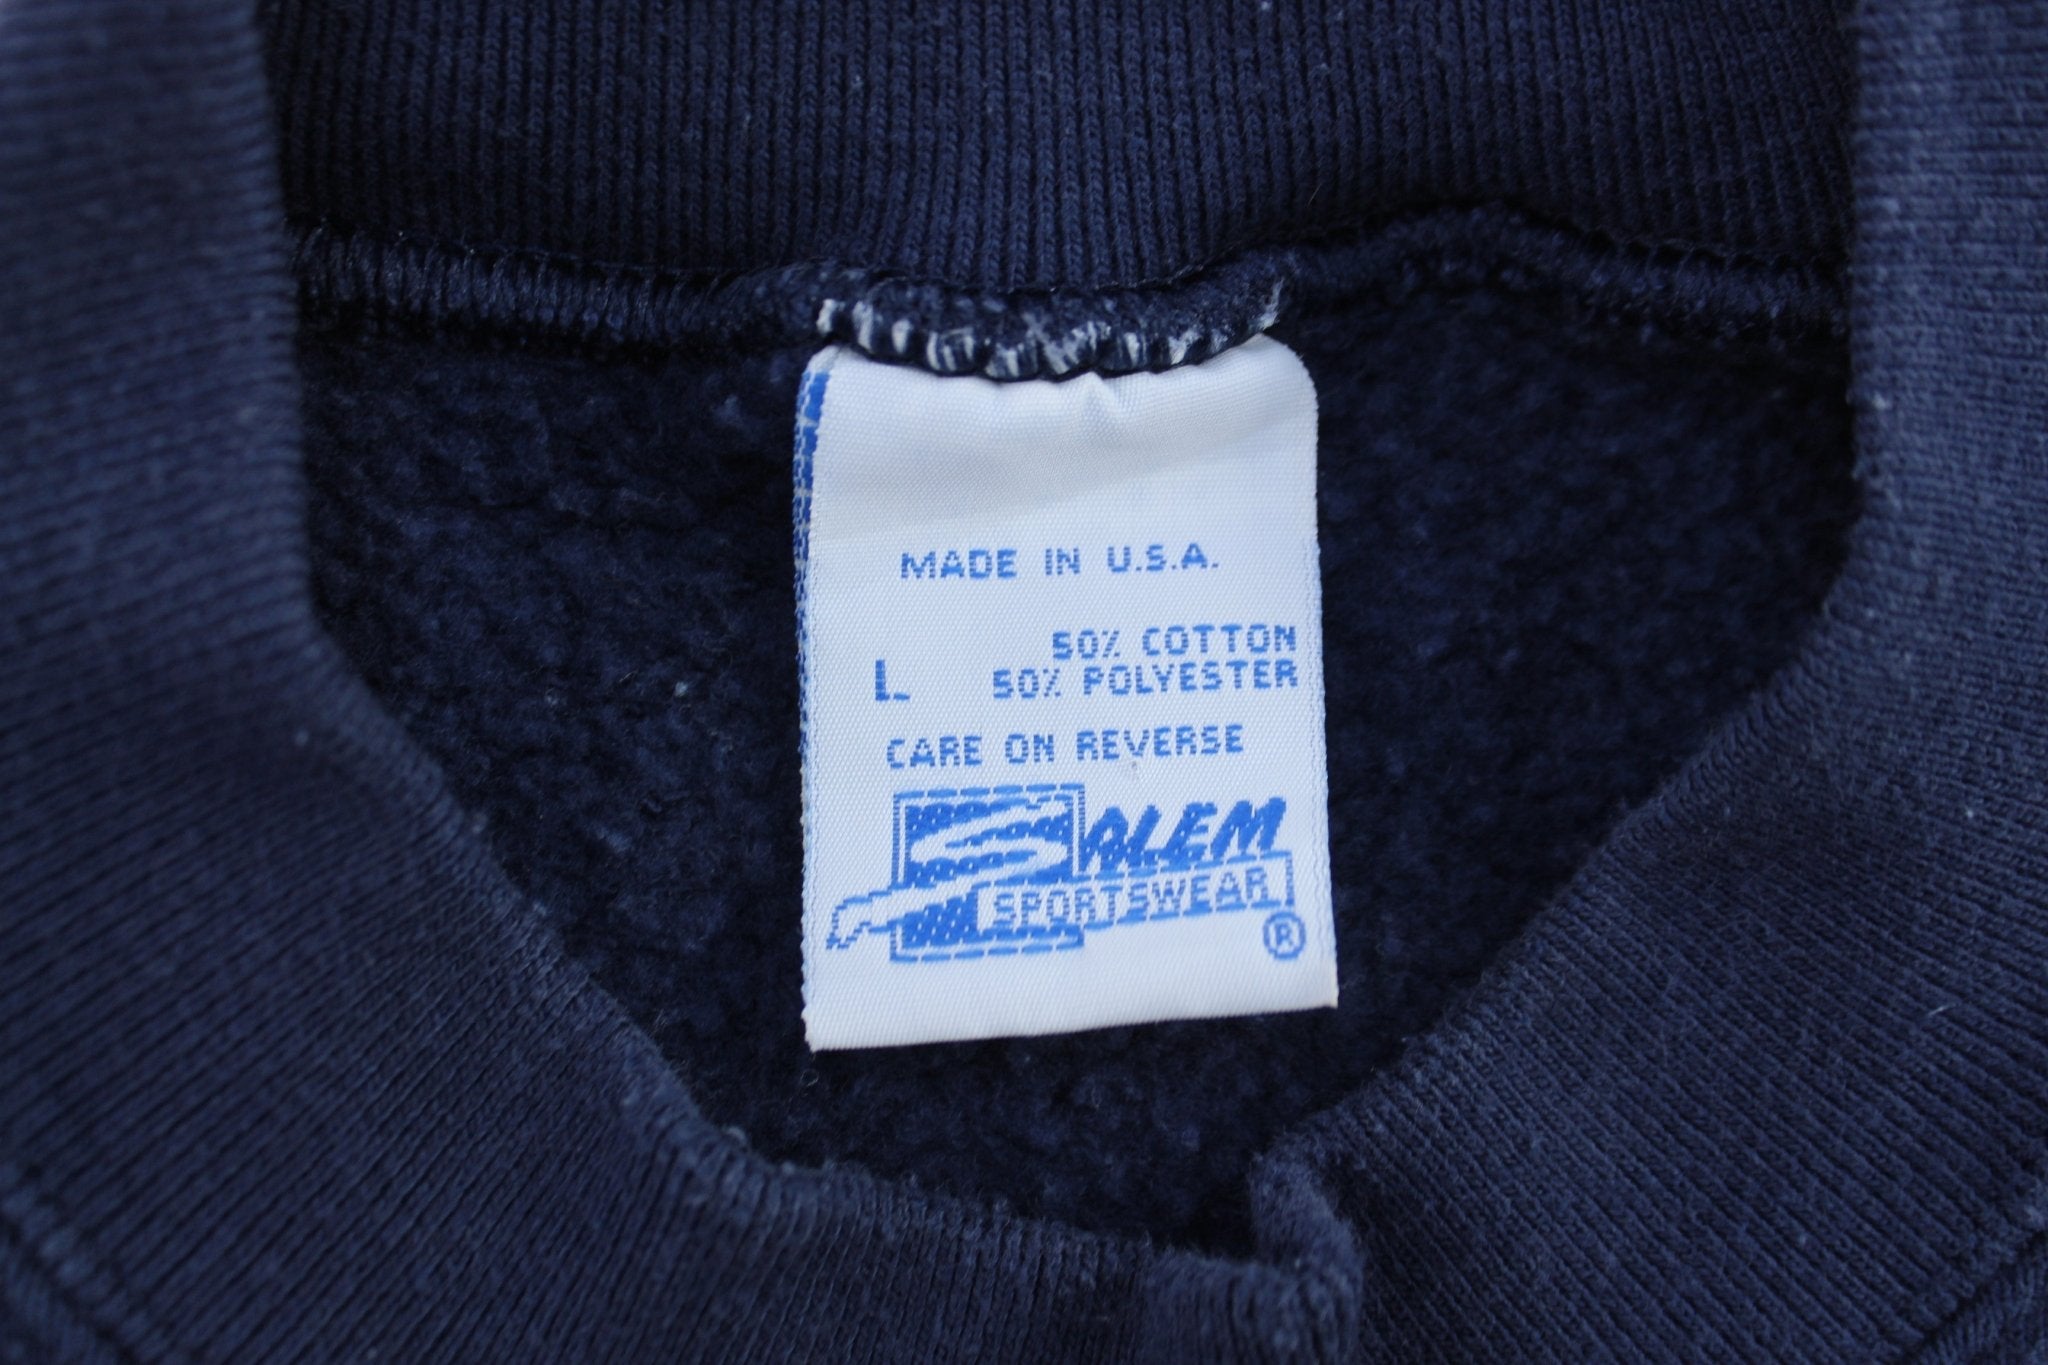 MADE IN U.S.A.
50% COTTON
L 50% POLYESTER
CARE ON REVERSE
SALEM
SPORTSWEAR
®